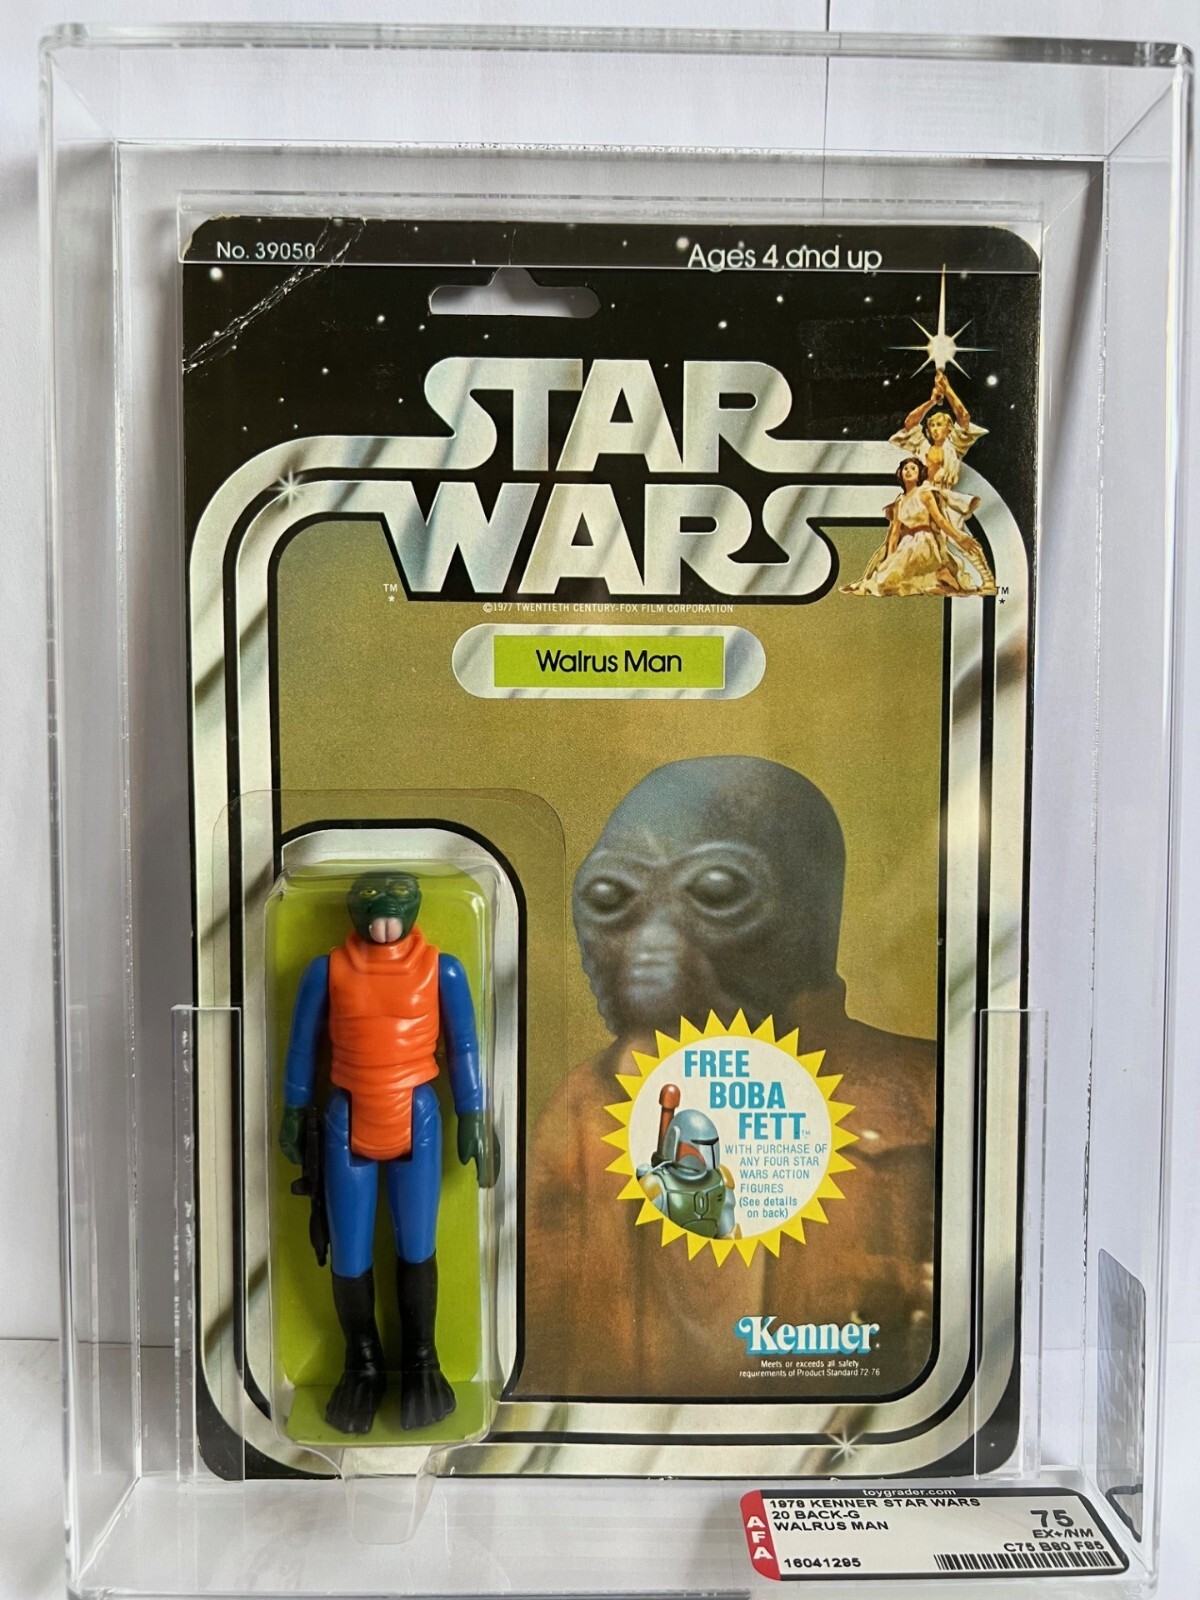 No. 39050
Ages 4 and up
STAR
WARS
TM
*
TM
*
©1977 TWENTIETH CENTURY-FOX FILM CORPORATION
Walrus Man
FREE
BOBA
FETT™
WITH PURCHASE OF
ANY FOUR STAR
WARS ACTION
FIGURES
(See details
on back)
Kenner
Meets or exceeds all safety
requirements of Product Standard 72-76
toygrader.com
AFA
1978 KENNER STAR WARS
20 BACK-G
WALRUS MAN
16041295
75
EX+/NM
C75 B80 F85